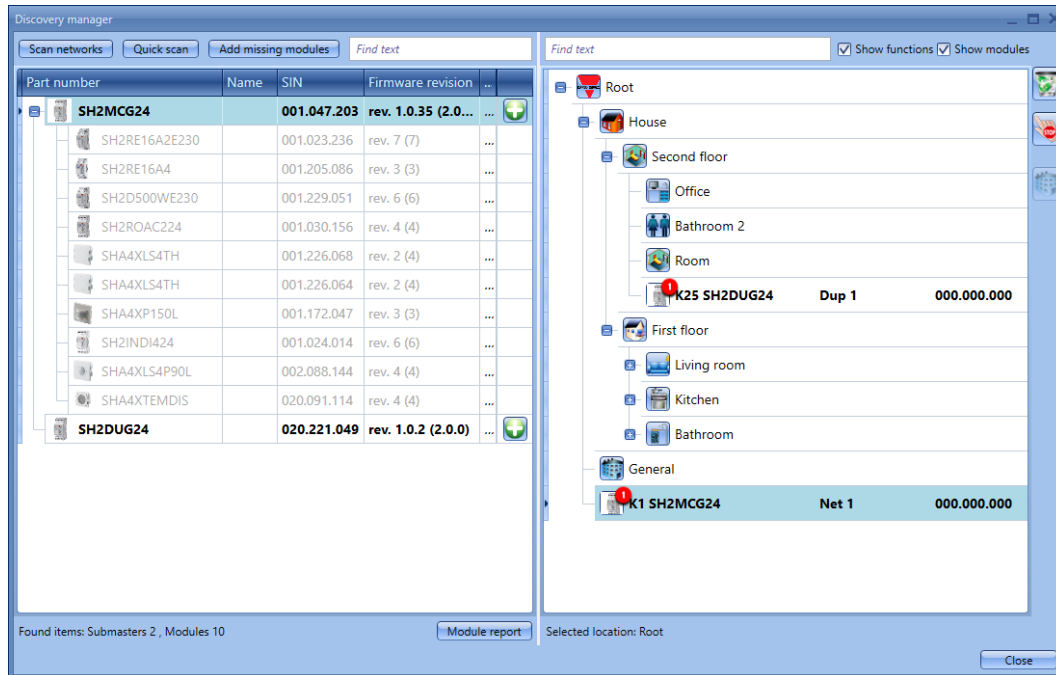 Discovery manager
Scan networks Quick scan Add missing modules Find text Find text Show functions Show modules
Part number Name SIN Firmware revision ..
SH2MCG24 001.047.203 rev. 1.0.35 (2.0... ...
SH2RE16A2E230 001.023.236 rev. 7 (7) ...
SH2RE16A4 001.205.086 rev. 3 (3) ...
SH2D500WE230 001.229.051 rev. 6 (6) ...
SH2ROAC224 001.030.156 rev. 4 (4) ...
SHA4XLS4TH 001.226.068 rev. 2 (4) ...
SHA4XLS4TH 001.226.064 rev. 2 (4) ...
SHA4XP150L 001.172.047 rev. 3 (3) ...
SH2INDI424 001.024.014 rev. 6 (6) ...
SHA4XLS4P90L 002.088.144 rev. 4 (4) ...
SHA4XTEMDIS 020.091.114 rev. 4 (4) ...
SH2DUG24 020.221.049 rev. 1.0.2 (2.0.0) ...
Found items: Submasters 2 , Modules 10 Module report
Root
House
Second floor
Office
Bathroom 2
Room
1 K25 SH2DUG24 Dup 1 000.000.000
First floor
Living room
Kitchen
Bathroom
General
1 K1 SH2MCG24 Net 1 000.000.000
Selected location: Root
STOP
Close